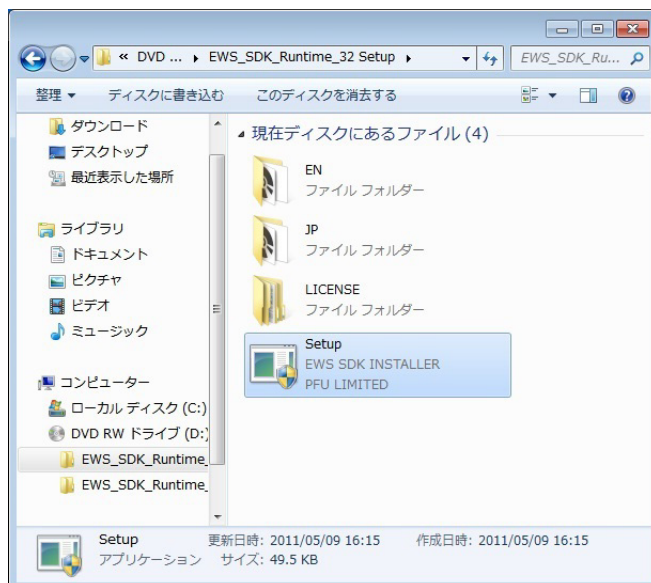 « DVD ... ▸ EWS_SDK_Runtime_32 Setup ▸
EWS_SDK_Ru...
整理 ▼ ディスクに書き込む このディスクを消去する
ダウンロード
デスクトップ
最近表示した場所
ライブラリ
ドキュメント
ピクチャ
ビデオ
ミュージック
コンピューター
ローカル ディスク (C:)
DVD RW ドライブ (D:)
EWS_SDK_Runtime_
EWS_SDK_Runtime_
現在ディスクにあるファイル (4)
EN
ファイル フォルダー
JP
ファイル フォルダー
LICENSE
ファイル フォルダー
Setup
EWS SDK INSTALLER
PFU LIMITED
Setup 更新日時: 2011/05/09 16:15 作成日時: 2011/05/09 16:15
アプリケーション サイズ: 49.5 KB